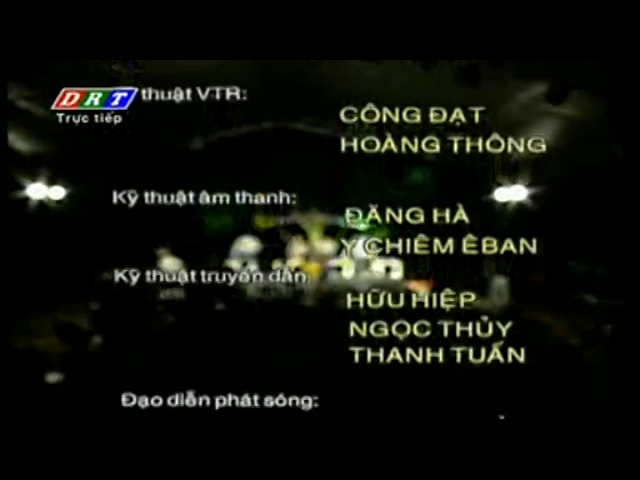 DRT
Trực tiếp
thuật VTR:
CÔNG ĐẠT
HOÀNG THÔNG
Kỹ thuật âm thanh:
ĐĂNG HÀ
Y CHIÊM ÊBAN
Kỹ thuật truyền dẫn
HỮU HIỆP
NGỌC THỦY
THANH TUẤN
Đạo diễn phát sóng: